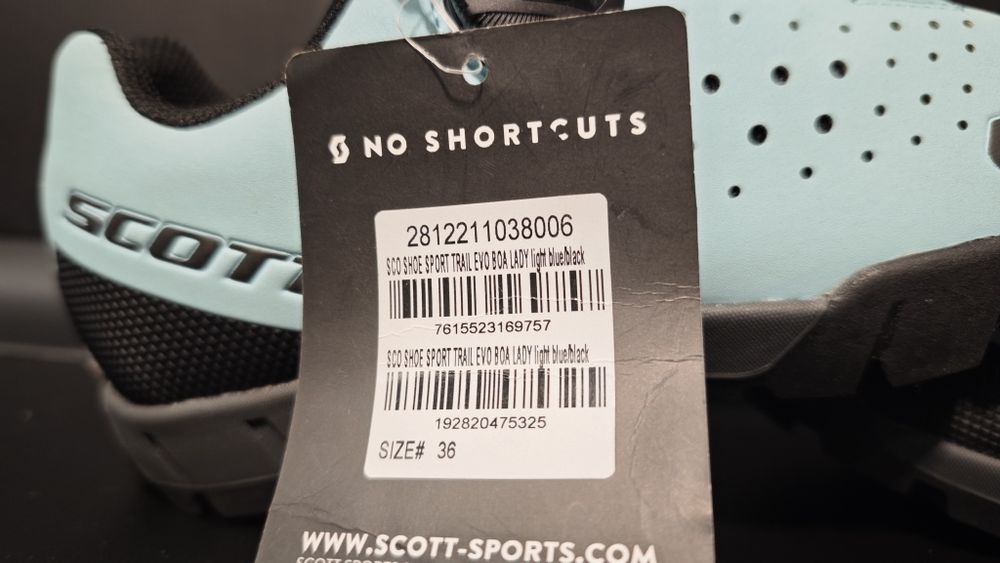 NO SHORTCUTS
2812211038006
SCO SHOE SPORT TRAIL EVO BOA LADY light blue/black
7615523169757
SCO SHOE SPORT TRAIL EVO BOA LADY light blue/black
192820475325
SIZE# 36
WWW.SCOTT-SPORTS.COM
SCOTT